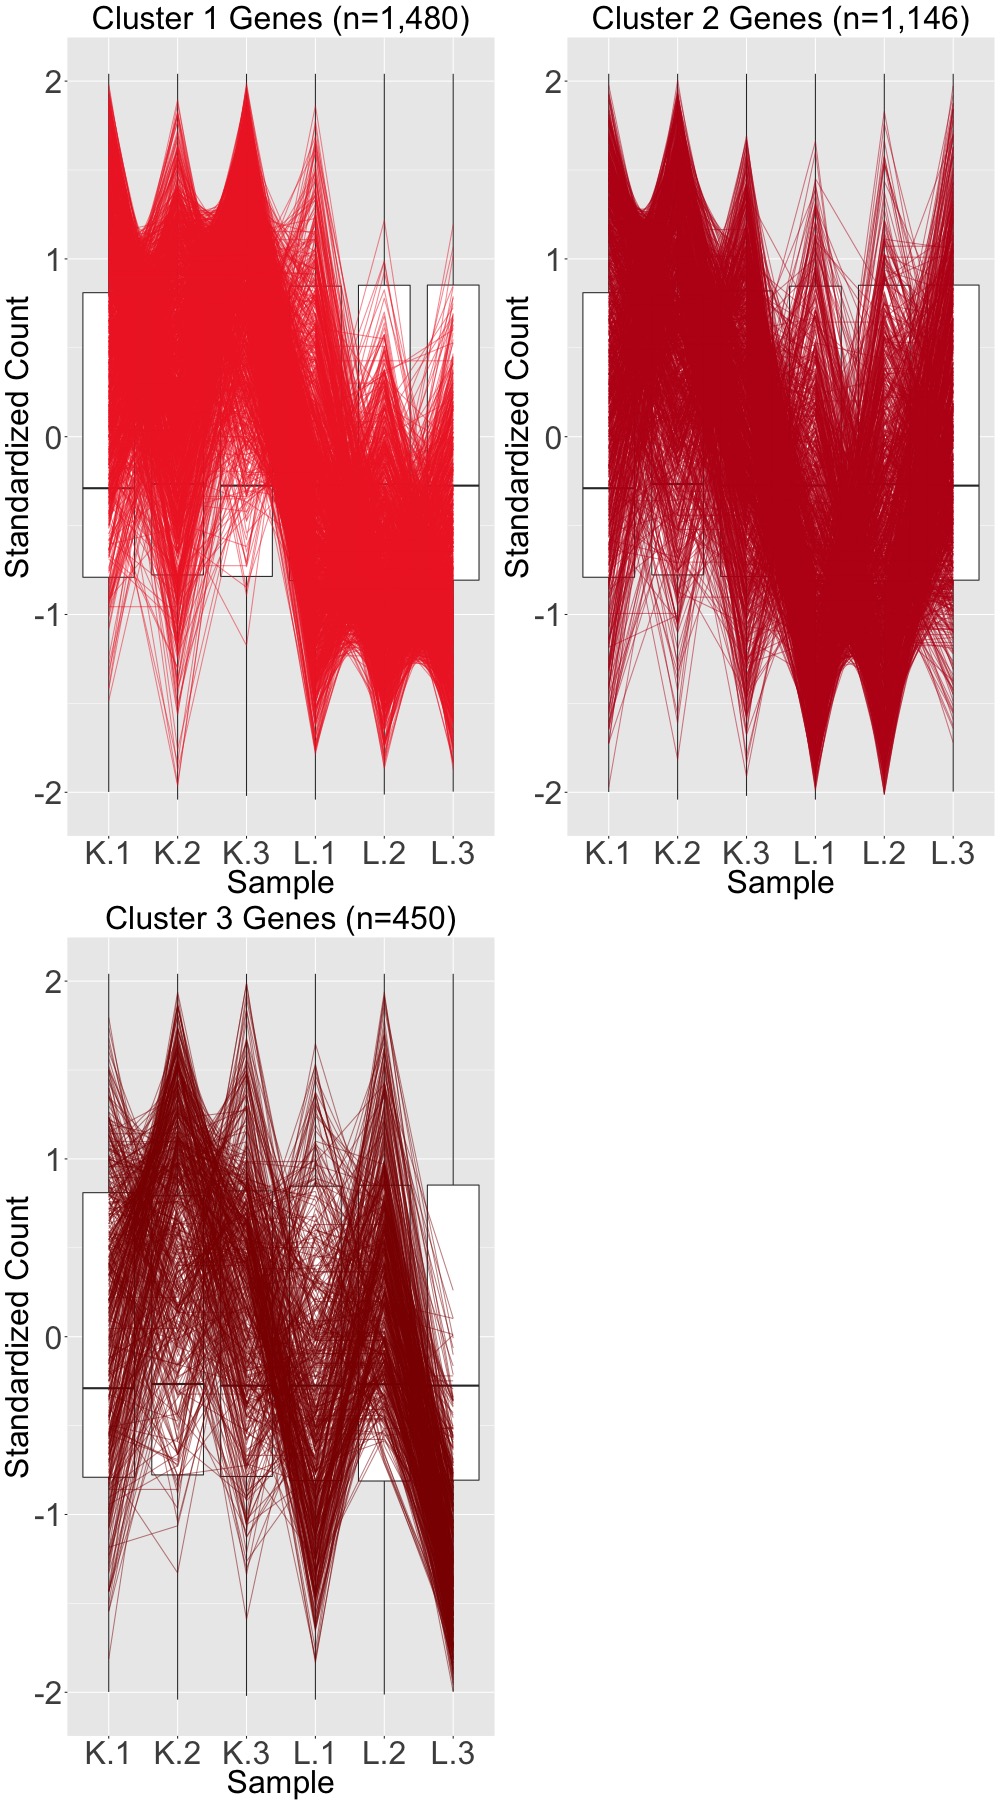 Cluster 1 Genes (n=1,480)
Standardized Count
2
1
0
-1
-2
K.1 K.2 K.3 L.1 L.2 L.3
Sample
Cluster 2 Genes (n=1,146)
Standardized Count
2
1
0
-1
-2
K.1 K.2 K.3 L.1 L.2 L.3
Sample
Cluster 3 Genes (n=450)
Standardized Count
2
1
0
-1
-2
K.1 K.2 K.3 L.1 L.2 L.3
Sample